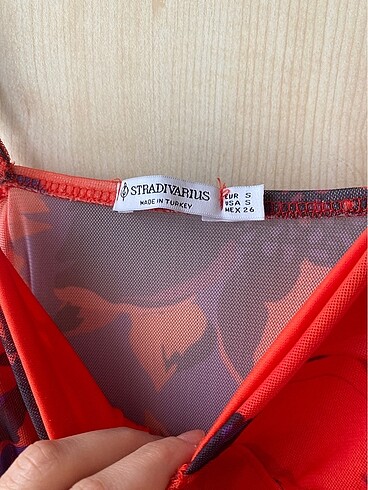 STRADIVARIUS
MADE IN TURKEY
EUR S
USA S
MEX 26